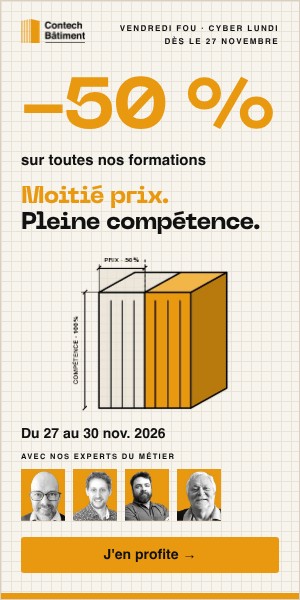 Contech
Bâtiment
VENDREDI FOU · CYBER LUNDI
DÈS LE 27 NOVEMBRE
−50 %
sur toutes nos formations
Moitié prix.
Pleine compétence.
PRIX · 50%
COMPÉTENCE · 100%
Du 27 au 30 nov. 2026
AVEC NOS EXPERTS DU MÉTIER
J'en profite →